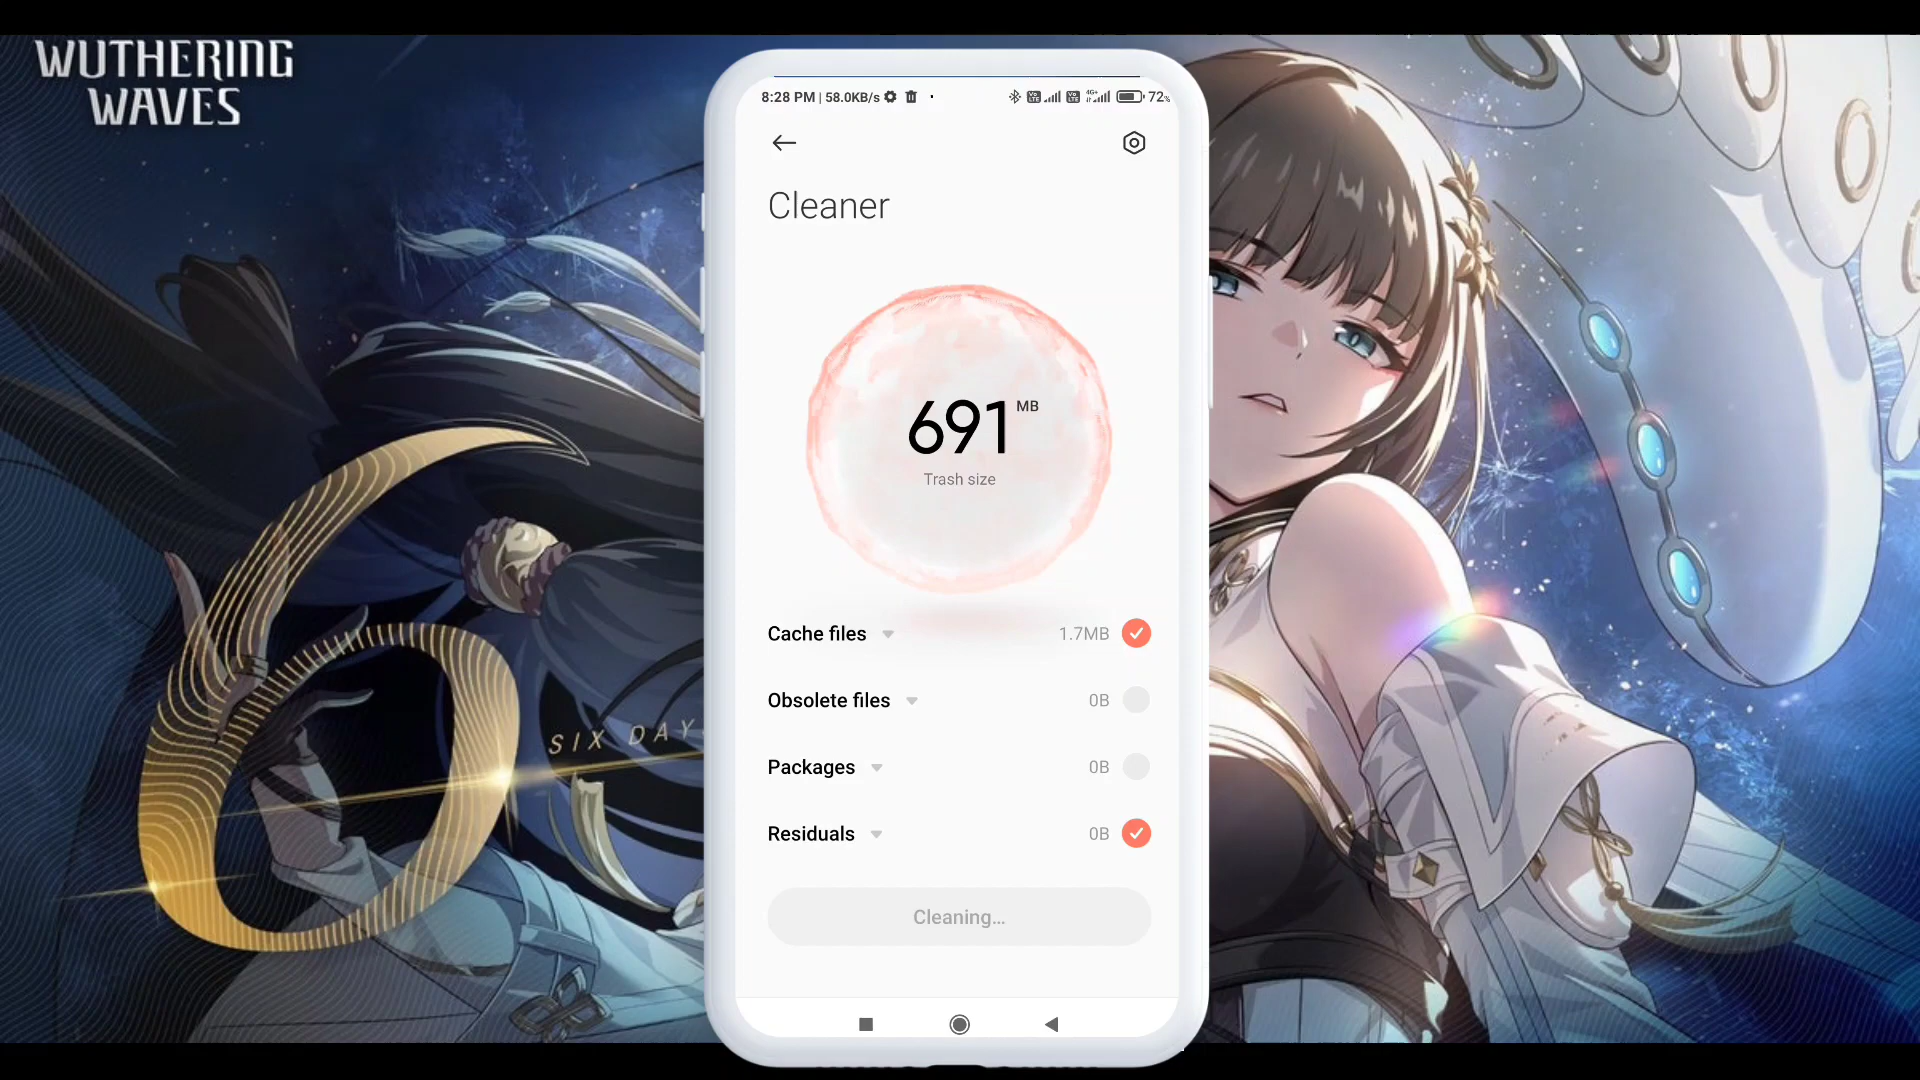 WUTHERING
WAVES
8:28 PM | 58.0KB/s
72%
Cleaner
691 MB
Trash size
Cache files 1.7MB
Obsolete files 0B
SIX DAY
Packages 0B
Residuals 0B
Cleaning...